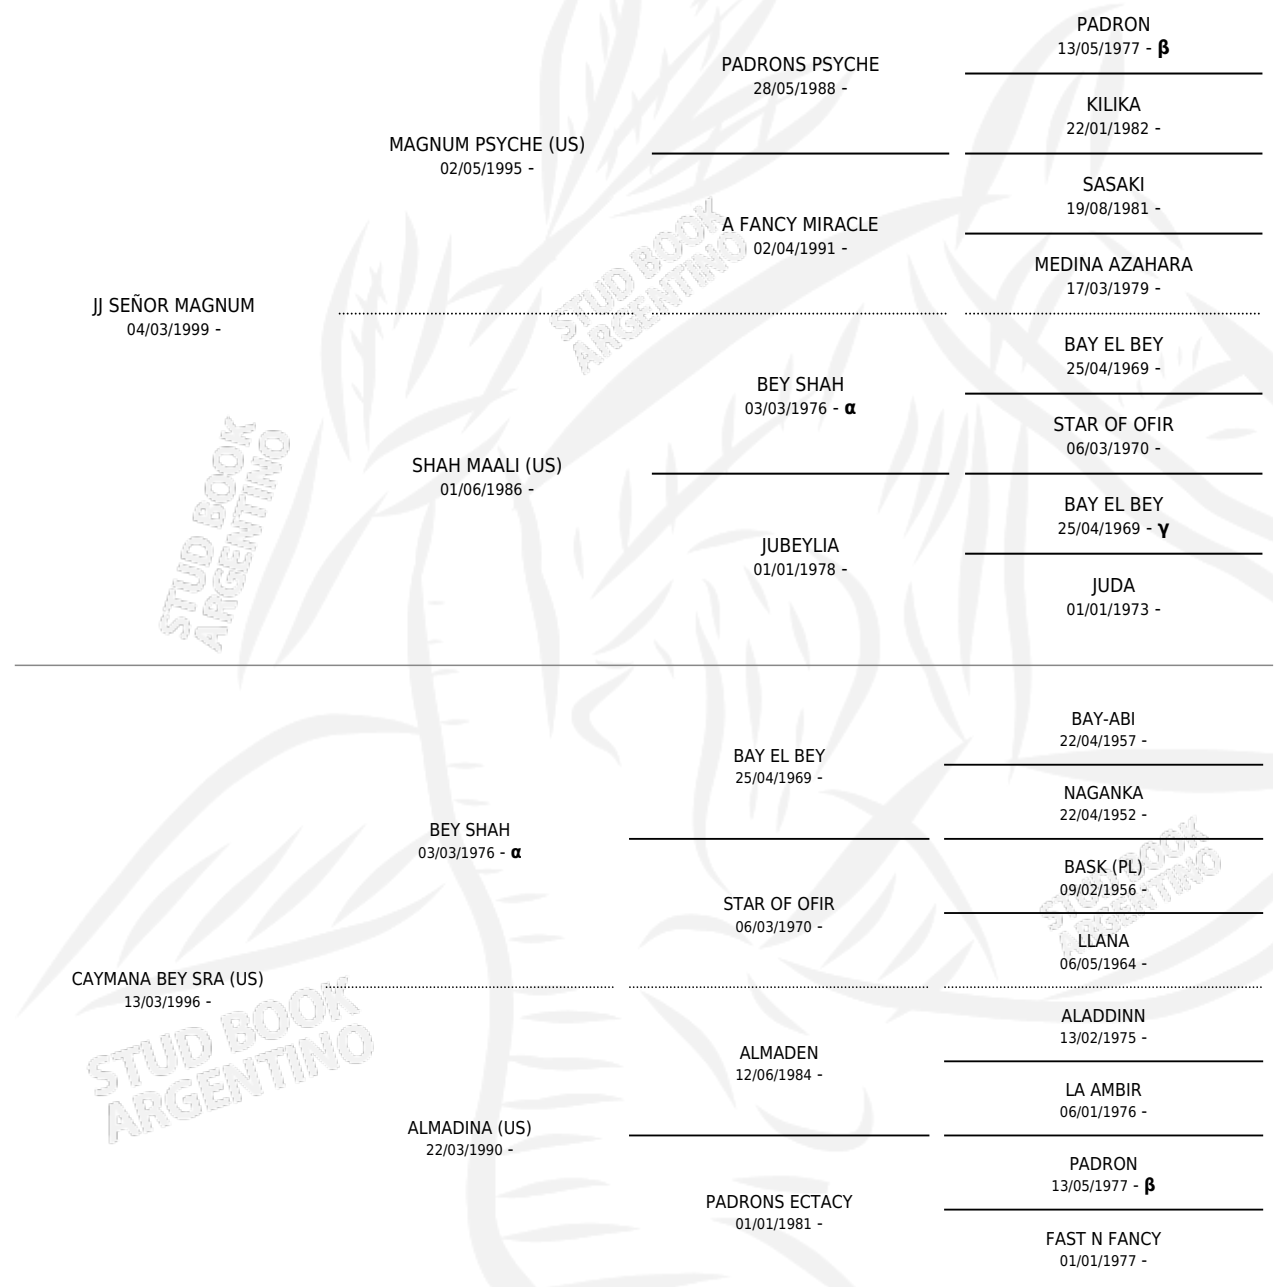 PADRON
13/05/1977 - β
PADRONS PSYCHE
28/05/1988 -
KILIKA
22/01/1982 -
MAGNUM PSYCHE (US)
02/05/1995 -
SASAKI
19/08/1981 -
A FANCY MIRACLE
02/04/1991 -
MEDINA AZAHARA
17/03/1979 -
JJ SEÑOR MAGNUM
04/03/1999 -
BAY EL BEY
25/04/1969 -
BEY SHAH
03/03/1976 - α
STAR OF OFIR
06/03/1970 -
SHAH MAALI (US)
01/06/1986 -
BAY EL BEY
25/04/1969 - γ
JUBEYLIA
01/01/1978 -
JUDA
01/01/1973 -
BAY-ABI
22/04/1957 -
BAY EL BEY
25/04/1969 -
NAGANKA
22/04/1952 -
BEY SHAH
03/03/1976 - α
BASK (PL)
09/02/1956 -
STAR OF OFIR
06/03/1970 -
LLANA
06/05/1964 -
CAYMANA BEY SRA (US)
13/03/1996 -
ALADDINN
13/02/1975 -
ALMADEN
12/06/1984 -
LA AMBIR
06/01/1976 -
ALMADINA (US)
22/03/1990 -
PADRON
13/05/1977 - β
PADRONS ECTACY
01/01/1981 -
FAST N FANCY
01/01/1977 -
STUD BOOK
ARGENTINO
STUD BOOK
ARGENTINO
STUD BOOK
ARGENTINO
STUD BOOK
ARGENTINO